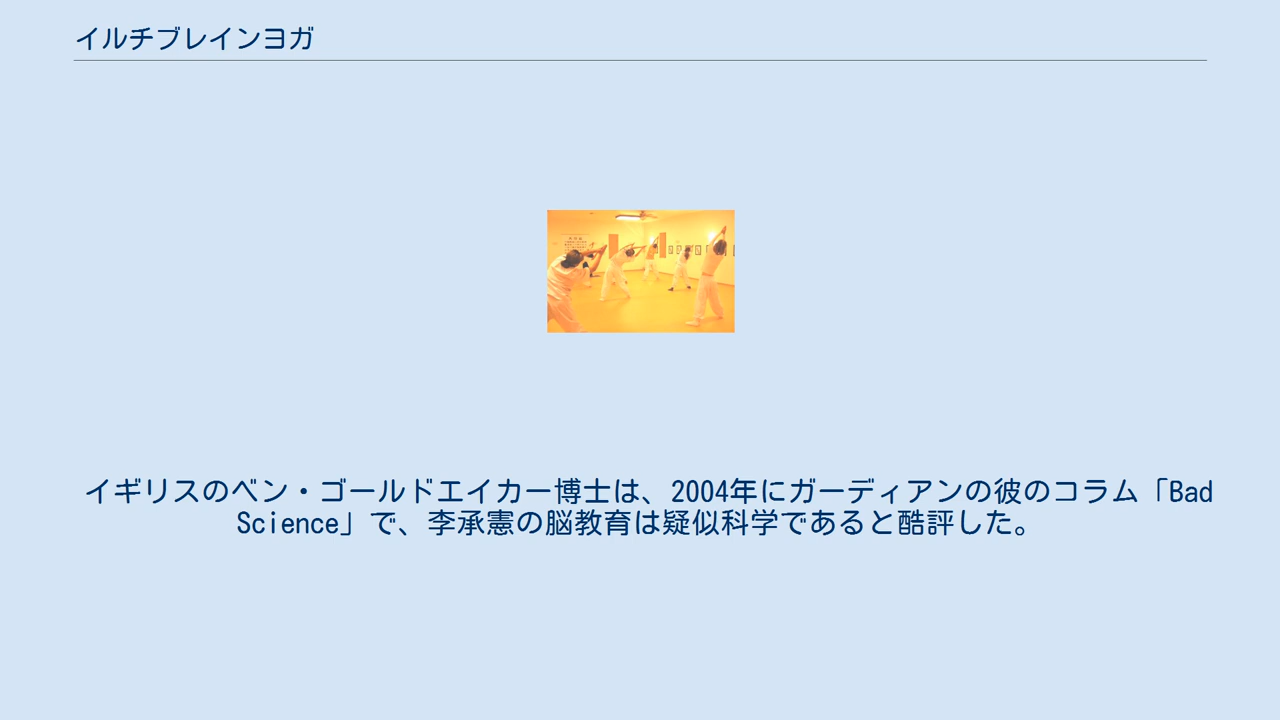 イルチブレインヨガ
イギリスのベン・ゴールドエイカー博士は、2004年にガーディアンの彼のコラム「Bad
Science」で、李承憲の脳教育は疑似科学であると酷評した。